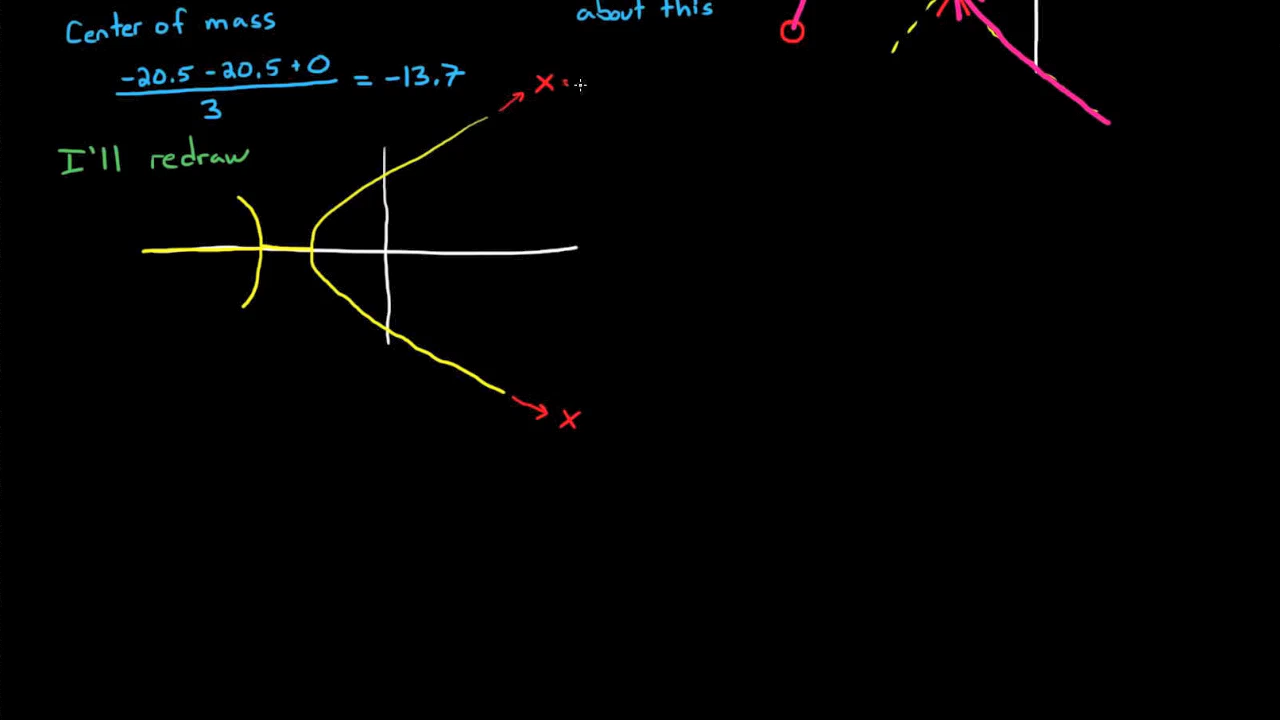 Center of mass
about this
-20.5 - 20.5 + 0
= -13.7
3
I'll redraw
X
X